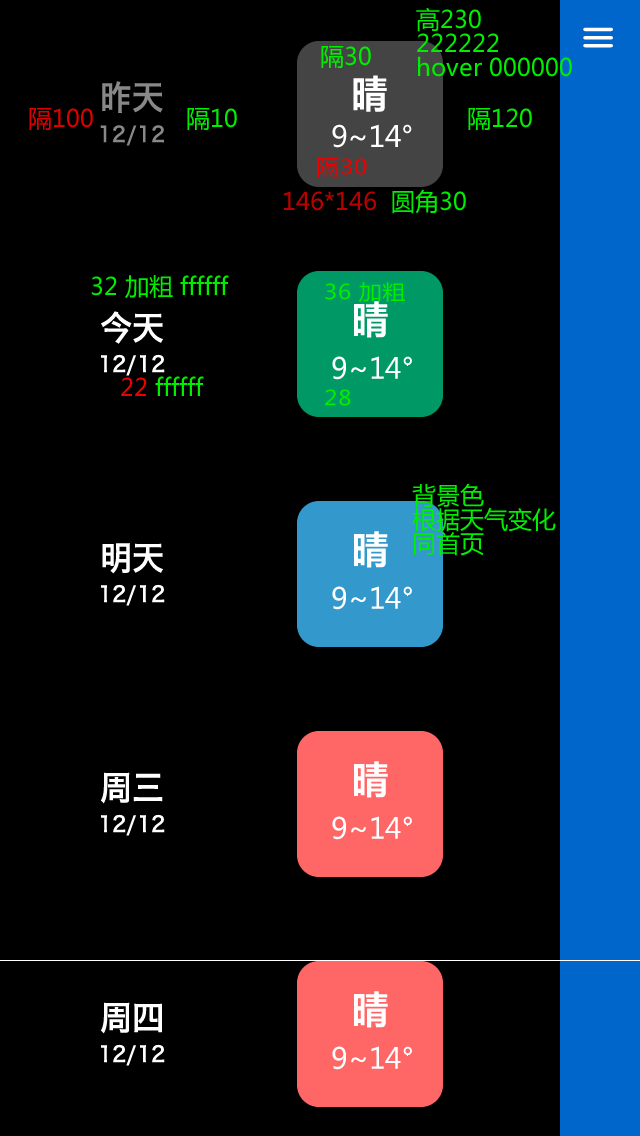 高230
222222
hover 000000
隔30
昨天
晴
隔100
12/12
隔10
9~14°
隔120
隔30
146*146
圆角30
32 加粗 ffffff
36 加粗
今天
晴
12/12
9~14°
22 ffffff
28
背景色
根据天气变化
同首页
明天
晴
12/12
9~14°
周三
晴
12/12
9~14°
周四
晴
12/12
9~14°